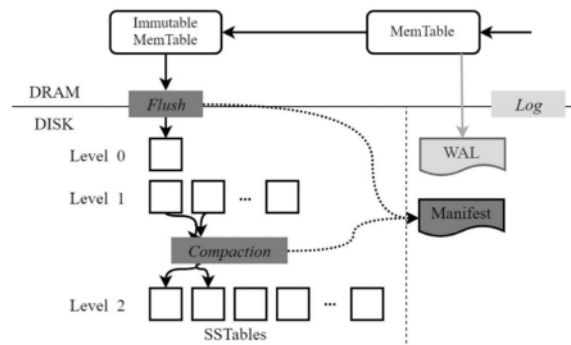 Immutable
MemTable
MemTable
DRAM
Flush
Log
DISK
Level 0
WAL
Level 1
...
Manifest
Compaction
Level 2
...
SSTables